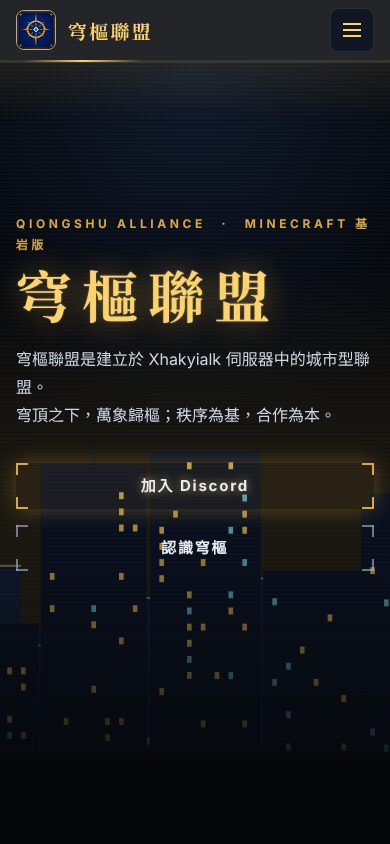 穹樞聯盟
QIONGSHU ALLIANCE · MINECRAFT 基
岩版
穹樞聯盟
穹樞聯盟是建立於 Xhakyialk 伺服器中的城市型聯
盟。
穹頂之下，萬象歸樞；秩序為基，合作為本。
加入 Discord
認識穹樞